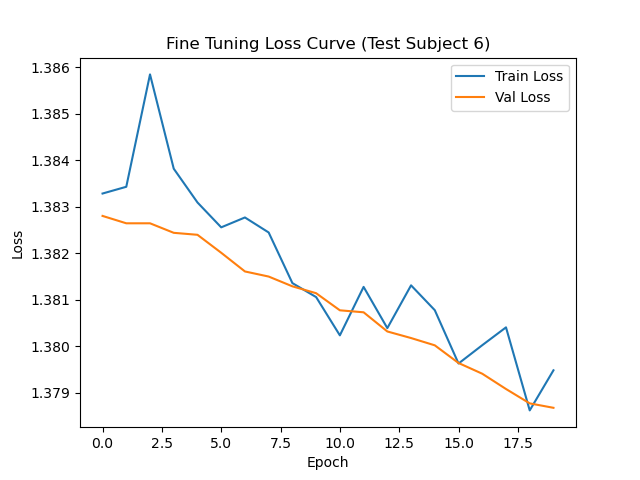 Fine Tuning Loss Curve (Test Subject 6)
Train Loss
Val Loss
1.386
1.385
1.384
1.383
1.382
1.381
1.380
1.379
Loss
0.0 2.5 5.0 7.5 10.0 12.5 15.0 17.5
Epoch